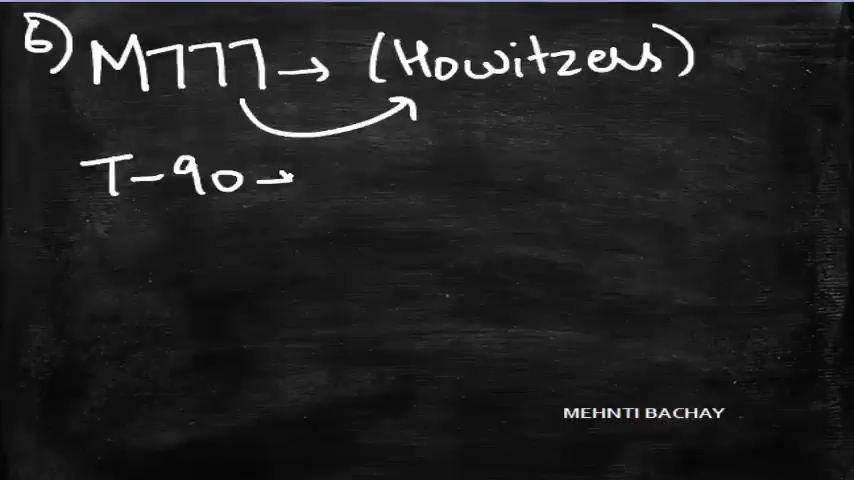 6) M777 → (Howitzers)
T-90 →
MEHNTI BACHAY